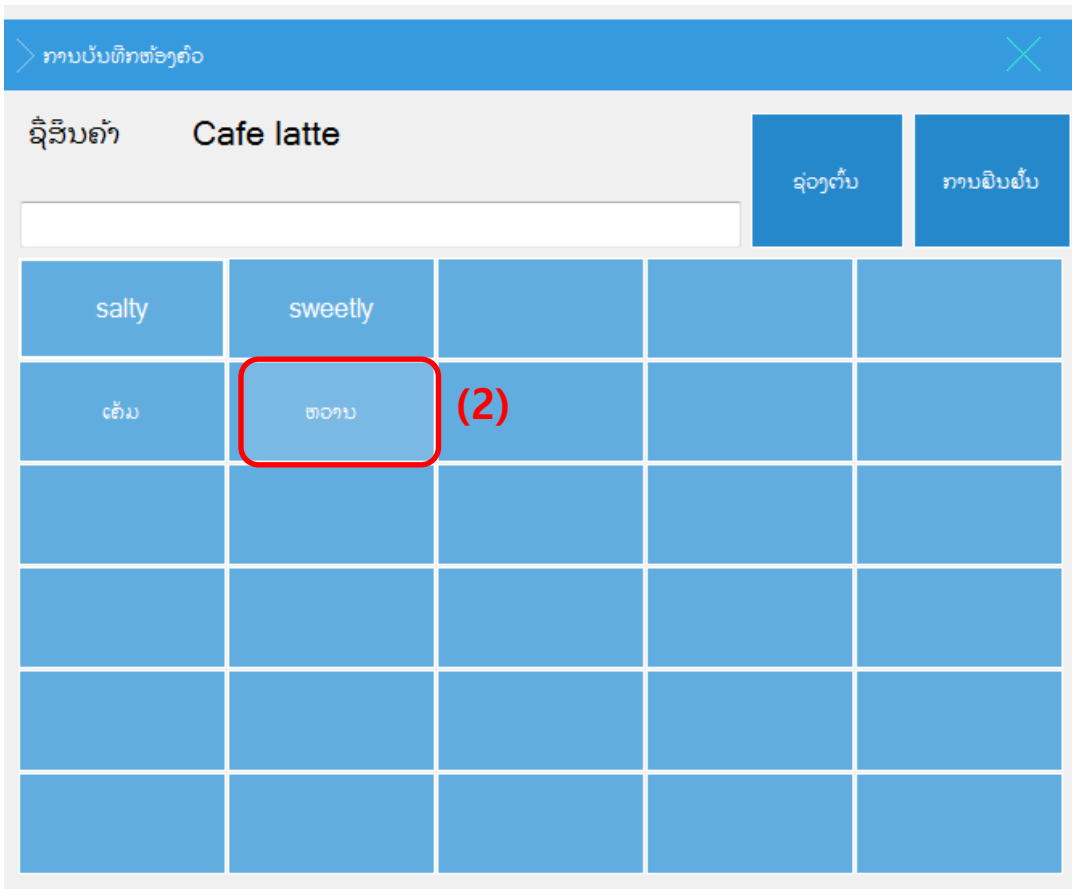 ການບັນທຶກຫ້ອງຄົວ
ຊື່ສິນຄ້າ Cafe latte
ຊ່ວງຕົ້ນ ການພິນຢັ້ນ
salty sweetly
ເຄັມ ຫວານ (2)